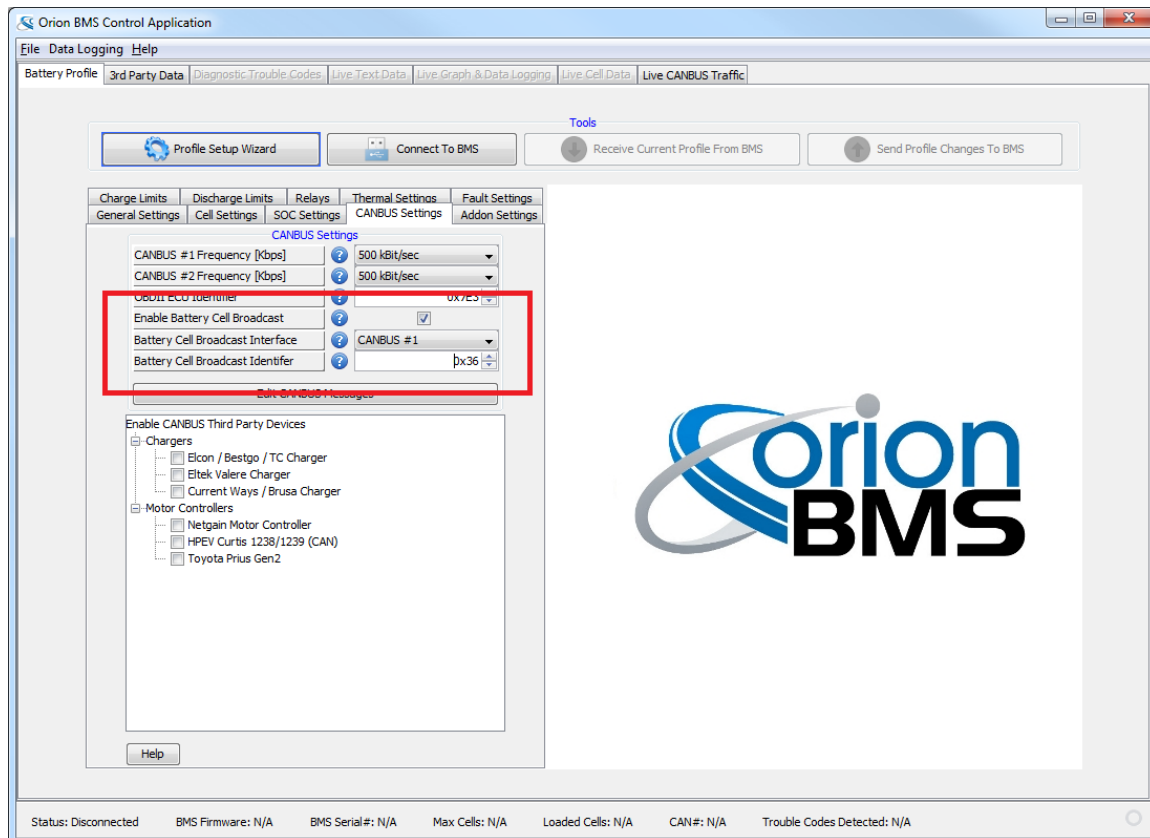 Orion BMS Control Application
File Data Logging Help
Battery Profile 3rd Party Data Diagnostic Trouble Codes Live Text Data Live Graph & Data Logging Live Cell Data Live CANBUS Traffic
Tools
Profile Setup Wizard Connect To BMS Receive Current Profile From BMS Send Profile Changes To BMS
Charge Limits Discharge Limits Relays Thermal Settings Fault Settings
General Settings Cell Settings SOC Settings CANBUS Settings Addon Settings
CANBUS Settings
CANBUS #1 Frequency [Kbps] ? 500 kBit/sec
CANBUS #2 Frequency [Kbps] ? 500 kBit/sec
OBDII ECU Identifier ? 0x7E3
Enable Battery Cell Broadcast ?
Battery Cell Broadcast Interface ? CANBUS #1
Battery Cell Broadcast Identifer ? 0x36
Edit CANBUS Messages
Enable CANBUS Third Party Devices
Chargers
Elcon / Bestgo / TC Charger
Eltek Valere Charger
Current Ways / Brusa Charger
Motor Controllers
Netgain Motor Controller
HPEV Curtis 1238/1239 (CAN)
Toyota Prius Gen2
Help
orion
BMS
Status: Disconnected BMS Firmware: N/A BMS Serial#: N/A Max Cells: N/A Loaded Cells: N/A CAN#: N/A Trouble Codes Detected: N/A